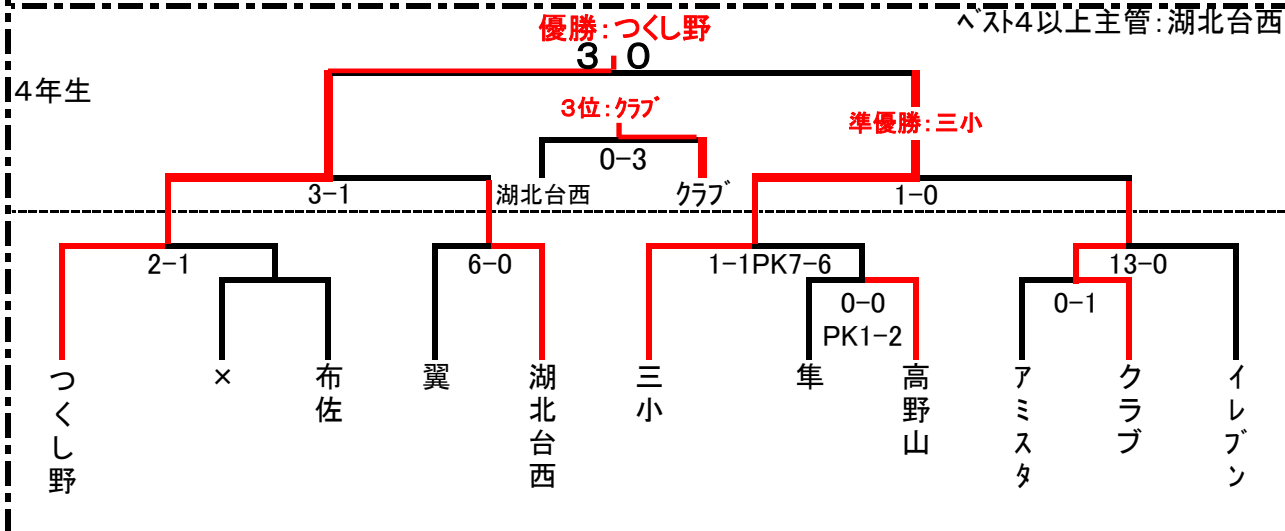 ベスト4以上主管:湖北台西
優勝:つくし野
3 0
4年生
3位:クラブ
準優勝:三小
0-3
3-1
湖北台西
クラブ
1-0
2-1
6-0
1-1PK7-6
13-0
0-0
PK1-2
0-1
つくし野
×
布佐
翼
湖北台西
三小
隼
高野山
アミスタ
クラブ
イレブン